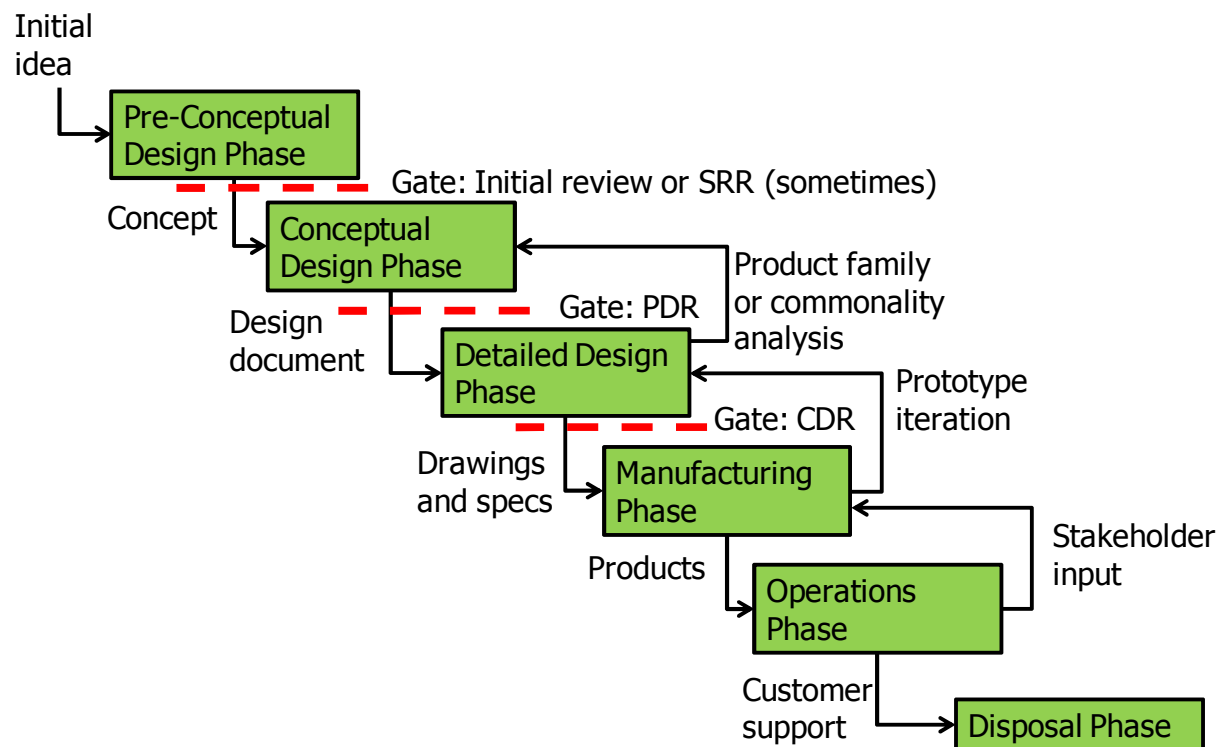 Initial
idea
Pre-Conceptual
Design Phase
Gate: Initial review or SRR (sometimes)
Concept
Conceptual
Design Phase
Product family
or commonality
analysis
Gate: PDR
Design
document
Detailed Design
Phase
Prototype
iteration
Gate: CDR
Drawings
and specs
Manufacturing
Phase
Stakeholder
input
Products
Operations
Phase
Customer
support
Disposal Phase